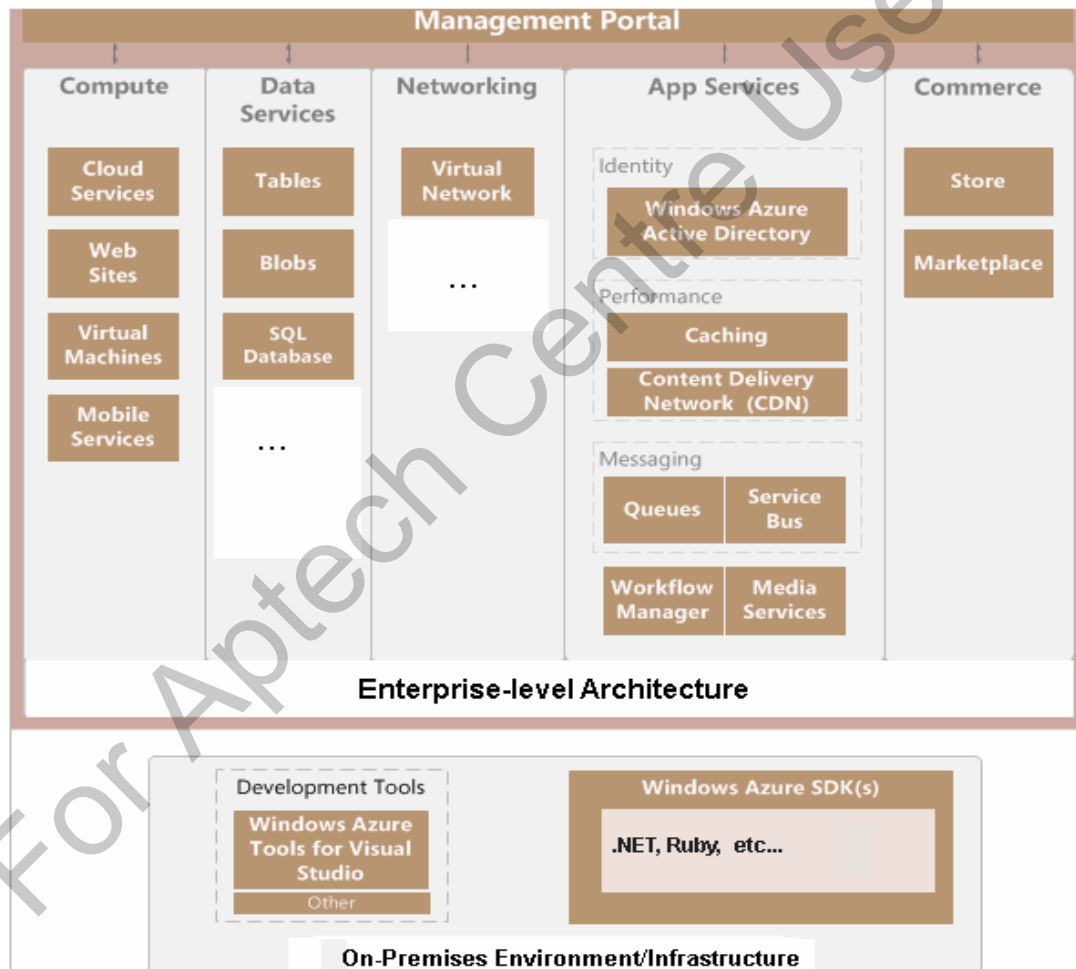 Management Portal
Compute
Cloud
Services
Web
Sites
Virtual
Machines
Mobile
Services
Data
Services
Tables
Blobs
SQL
Database
...
Networking
Virtual
Network
...
App Services
Identity
Windows Azure
Active Directory
Performance
Caching
Content Delivery
Network (CDN)
Messaging
Queues
Service
Bus
Workflow
Manager
Media
Services
Commerce
Store
Marketplace
Enterprise-level Architecture
Development Tools
Windows Azure
Tools for Visual
Studio
Other
Windows Azure SDK(s)
.NET, Ruby, etc...
On-Premises Environment/Infrastructure
For Aptech Centre Use